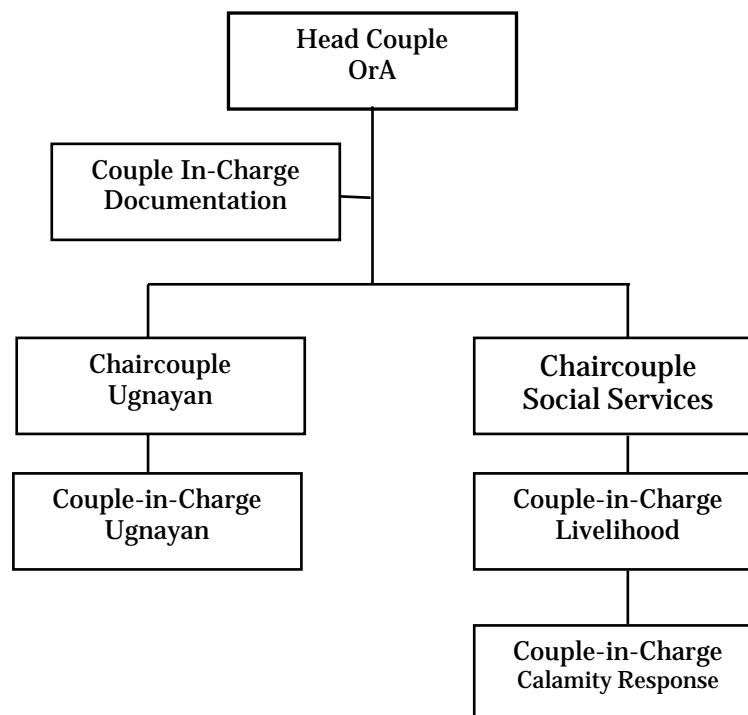 Head Couple
OrA
Couple In-Charge
Documentation
Chaircouple
Ugnayan
Chaircouple
Social Services
Couple-in-Charge
Ugnayan
Couple-in-Charge
Livelihood
Couple-in-Charge
Calamity Response